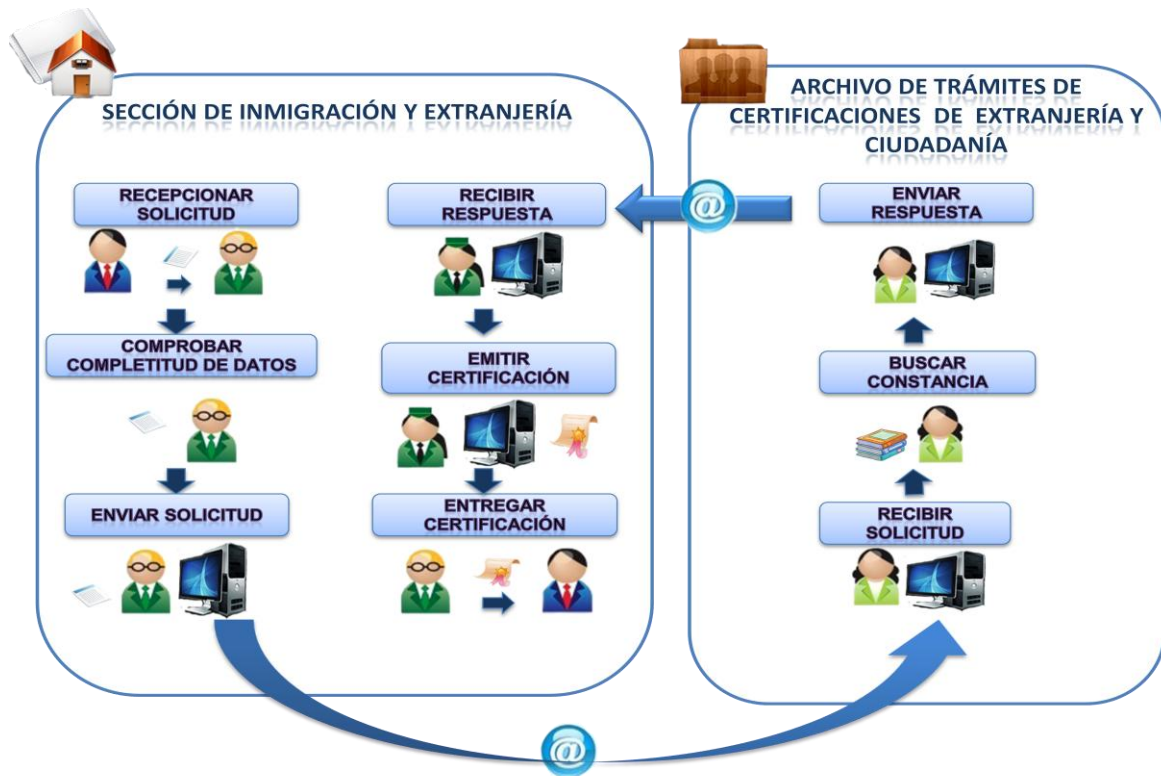 SECCIÓN DE INMIGRACIÓN Y EXTRANJERÍA
RECEPCIONAR
SOLICITUD
COMPROBAR
COMPLETITUD DE DATOS
ENVIAR SOLICITUD
RECIBIR
RESPUESTA
EMITIR
CERTIFICACIÓN
ENTREGAR
CERTIFICACIÓN
@
@
ARCHIVO DE TRÁMITES DE
CERTIFICACIONES DE EXTRANJERÍA Y
CIUDADANÍA
ENVIAR
RESPUESTA
BUSCAR
CONSTANCIA
RECIBIR
SOLICITUD